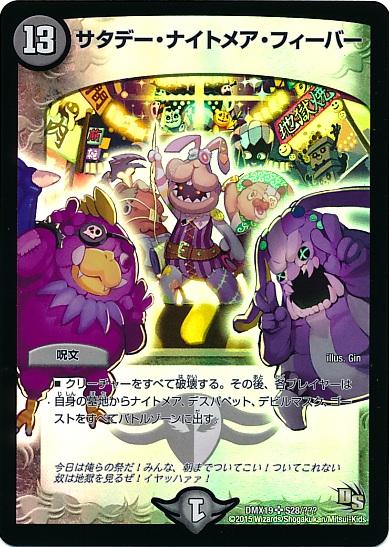 13
サタデー・ナイトメア・フィーバー
地獄焼
呪文
illus. Gin
■ クリーチャーをすべて破壊する。その後、各プレイヤーは
自身の墓地からナイトメア、デスパペット、デビルマスク、ゴー
ストをすべてバトルゾーンに出す。
今日は俺らの祭だ！みんな、朝までついてこい！ついてこれない
奴は地獄を見るぜ！イヤッハァァ！
1
DMX19 S28/???
DS
©2015 Wizards/Shogakukan/Mitsui-Kids